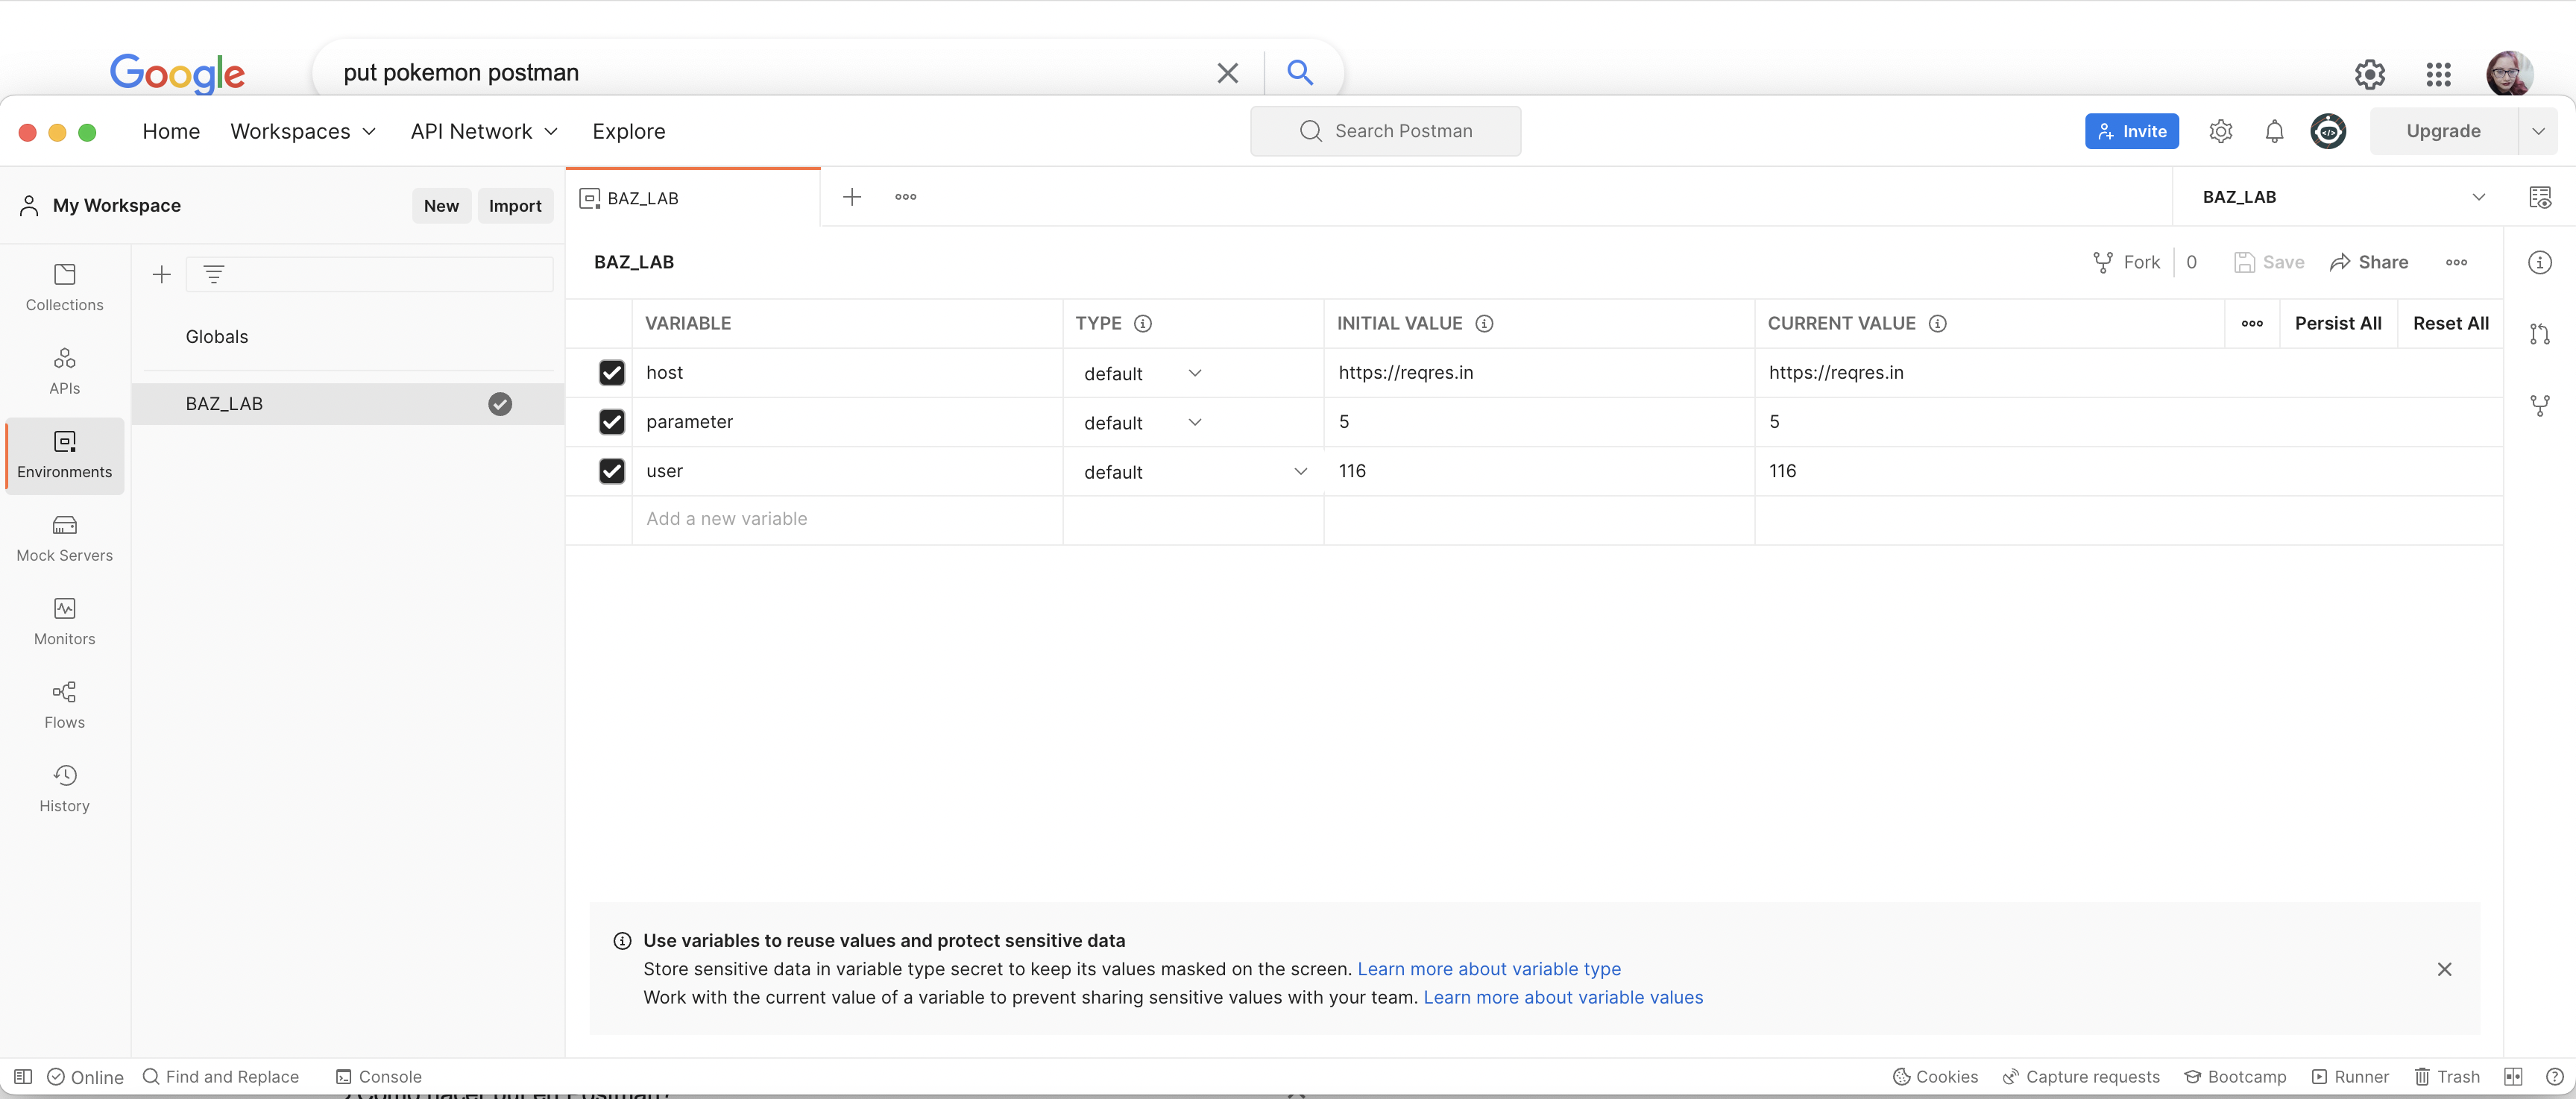 Google
put pokemon postman
Home Workspaces API Network Explore
Search Postman
Invite
Upgrade
My Workspace
New Import
BAZ_LAB
BAZ_LAB
BAZ_LAB
Fork 0 Save Share
Collections
APIs
Environments
Mock Servers
Monitors
Flows
History
Globals
BAZ_LAB
VARIABLE TYPE INITIAL VALUE CURRENT VALUE Persist All Reset All
host default https://reqres.in https://reqres.in
parameter default 5 5
user default 116 116
Add a new variable
Use variables to reuse values and protect sensitive data
Store sensitive data in variable type secret to keep its values masked on the screen. Learn more about variable type
Work with the current value of a variable to prevent sharing sensitive values with your team. Learn more about variable values
Online Find and Replace Console
Cookies Capture requests Bootcamp Runner Trash